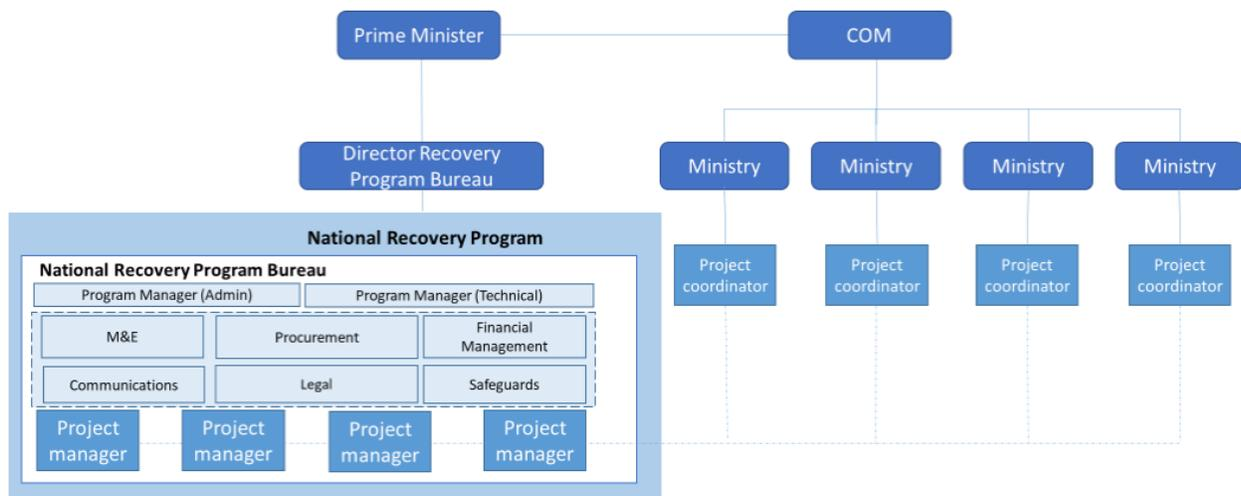 Prime Minister
COM
Director Recovery
Program Bureau
Ministry
Ministry
Ministry
Ministry
National Recovery Program
National Recovery Program Bureau
Program Manager (Admin)
Program Manager (Technical)
M&E
Procurement
Financial
Management
Communications
Legal
Safeguards
Project
manager
Project
manager
Project
manager
Project
manager
Project
coordinator
Project
coordinator
Project
coordinator
Project
coordinator